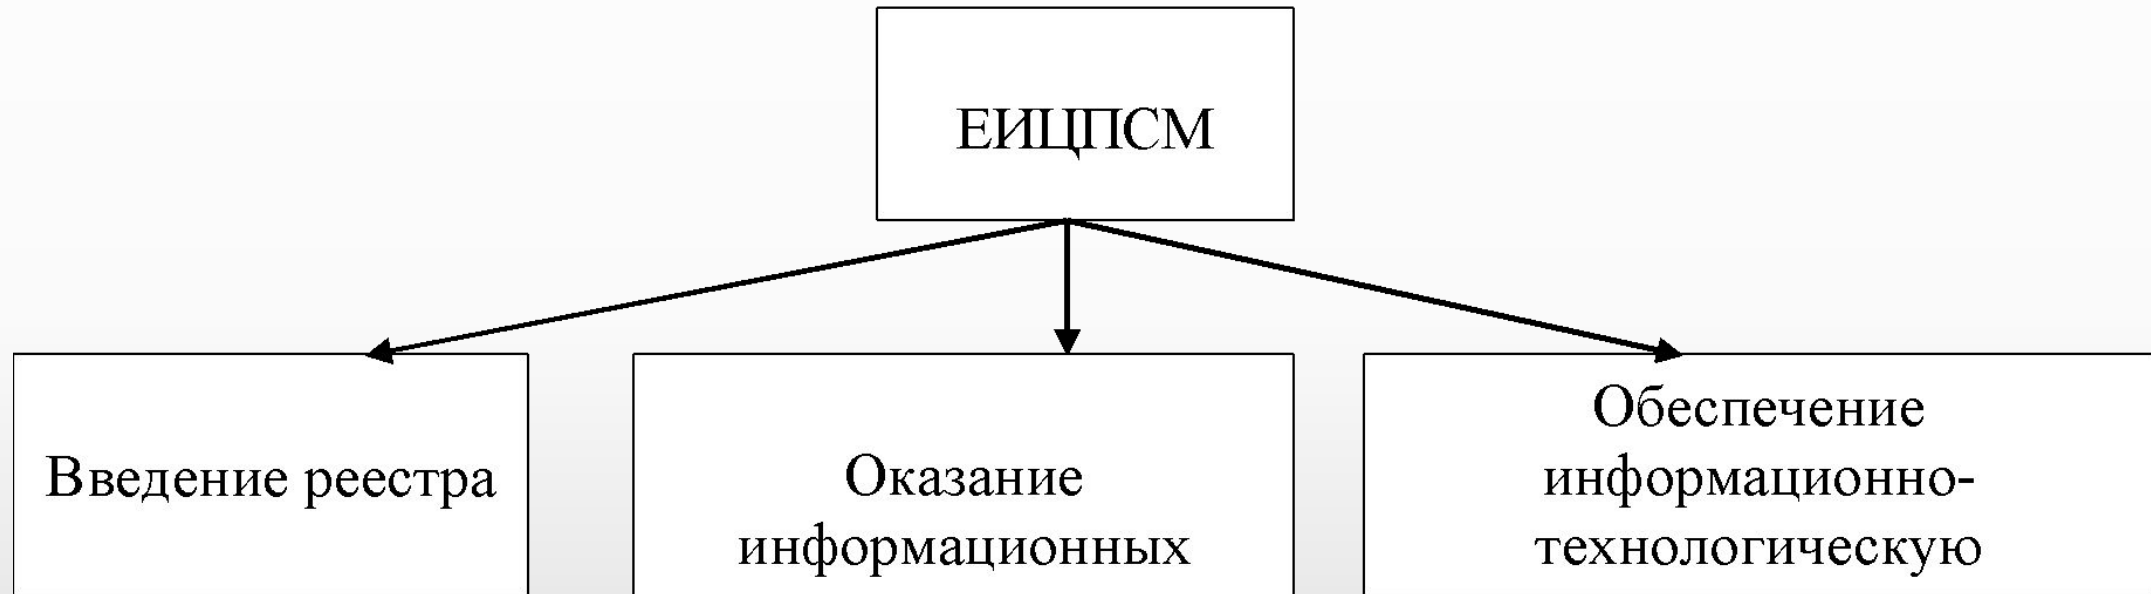 ЕИЦПСМ
Введение реестра
Оказание
информационных
Обеспечение
информационно-
технологическую